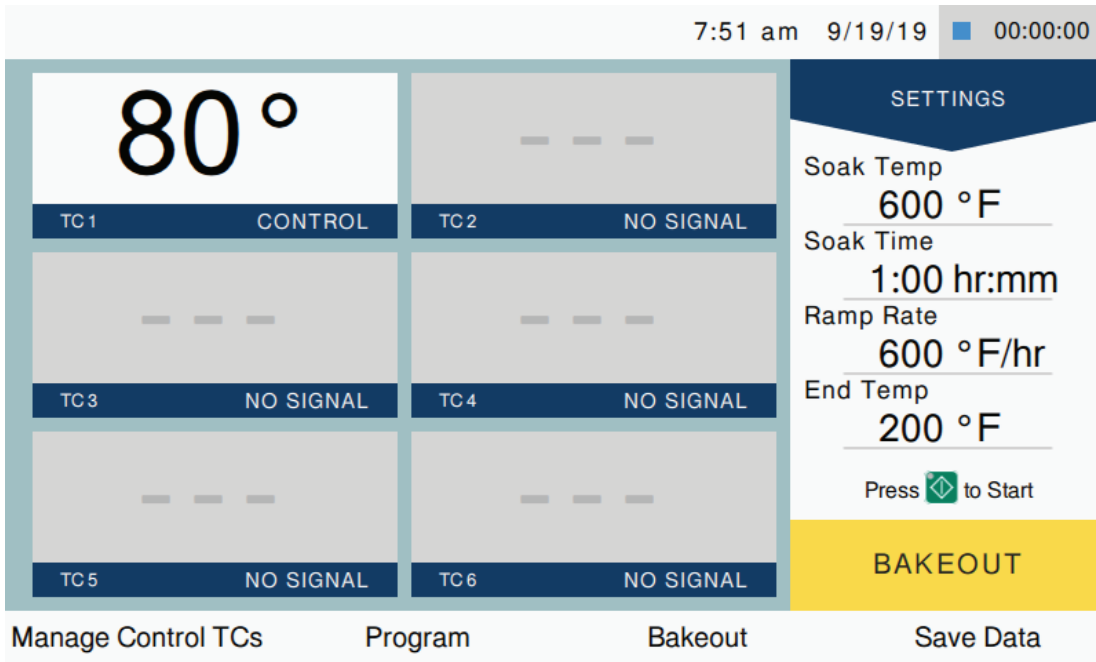 7:51 am 9/19/19 00:00:00
80°
TC1 CONTROL
- - -
TC2 NO SIGNAL
- - -
TC3 NO SIGNAL
- - -
TC4 NO SIGNAL
- - -
TC5 NO SIGNAL
- - -
TC6 NO SIGNAL
SETTINGS
Soak Temp
600 °F
Soak Time
1:00 hr:mm
Ramp Rate
600 °F/hr
End Temp
200 °F
Press to Start
BAKEOUT
Manage Control TCs Program Bakeout Save Data